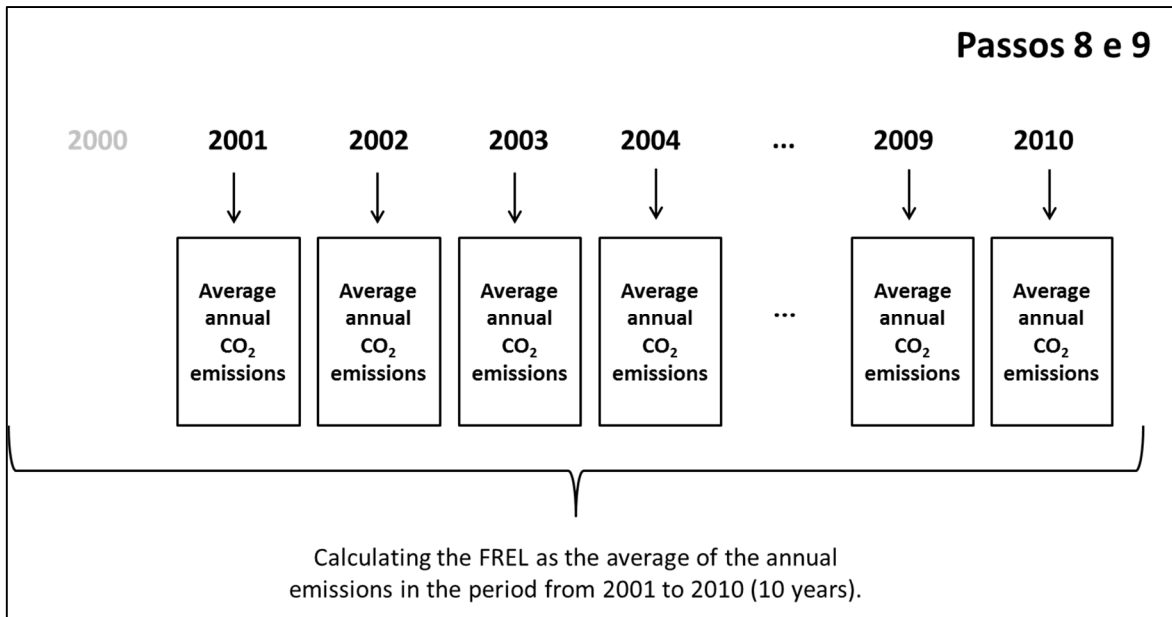 Passos 8 e 9
2000 2001 2002 2003 2004 ... 2009 2010
Average
annual
CO₂
emissions
Average
annual
CO₂
emissions
Average
annual
CO₂
emissions
Average
annual
CO₂
emissions
...
Average
annual
CO₂
emissions
Average
annual
CO₂
emissions
Calculating the FREL as the average of the annual
emissions in the period from 2001 to 2010 (10 years).